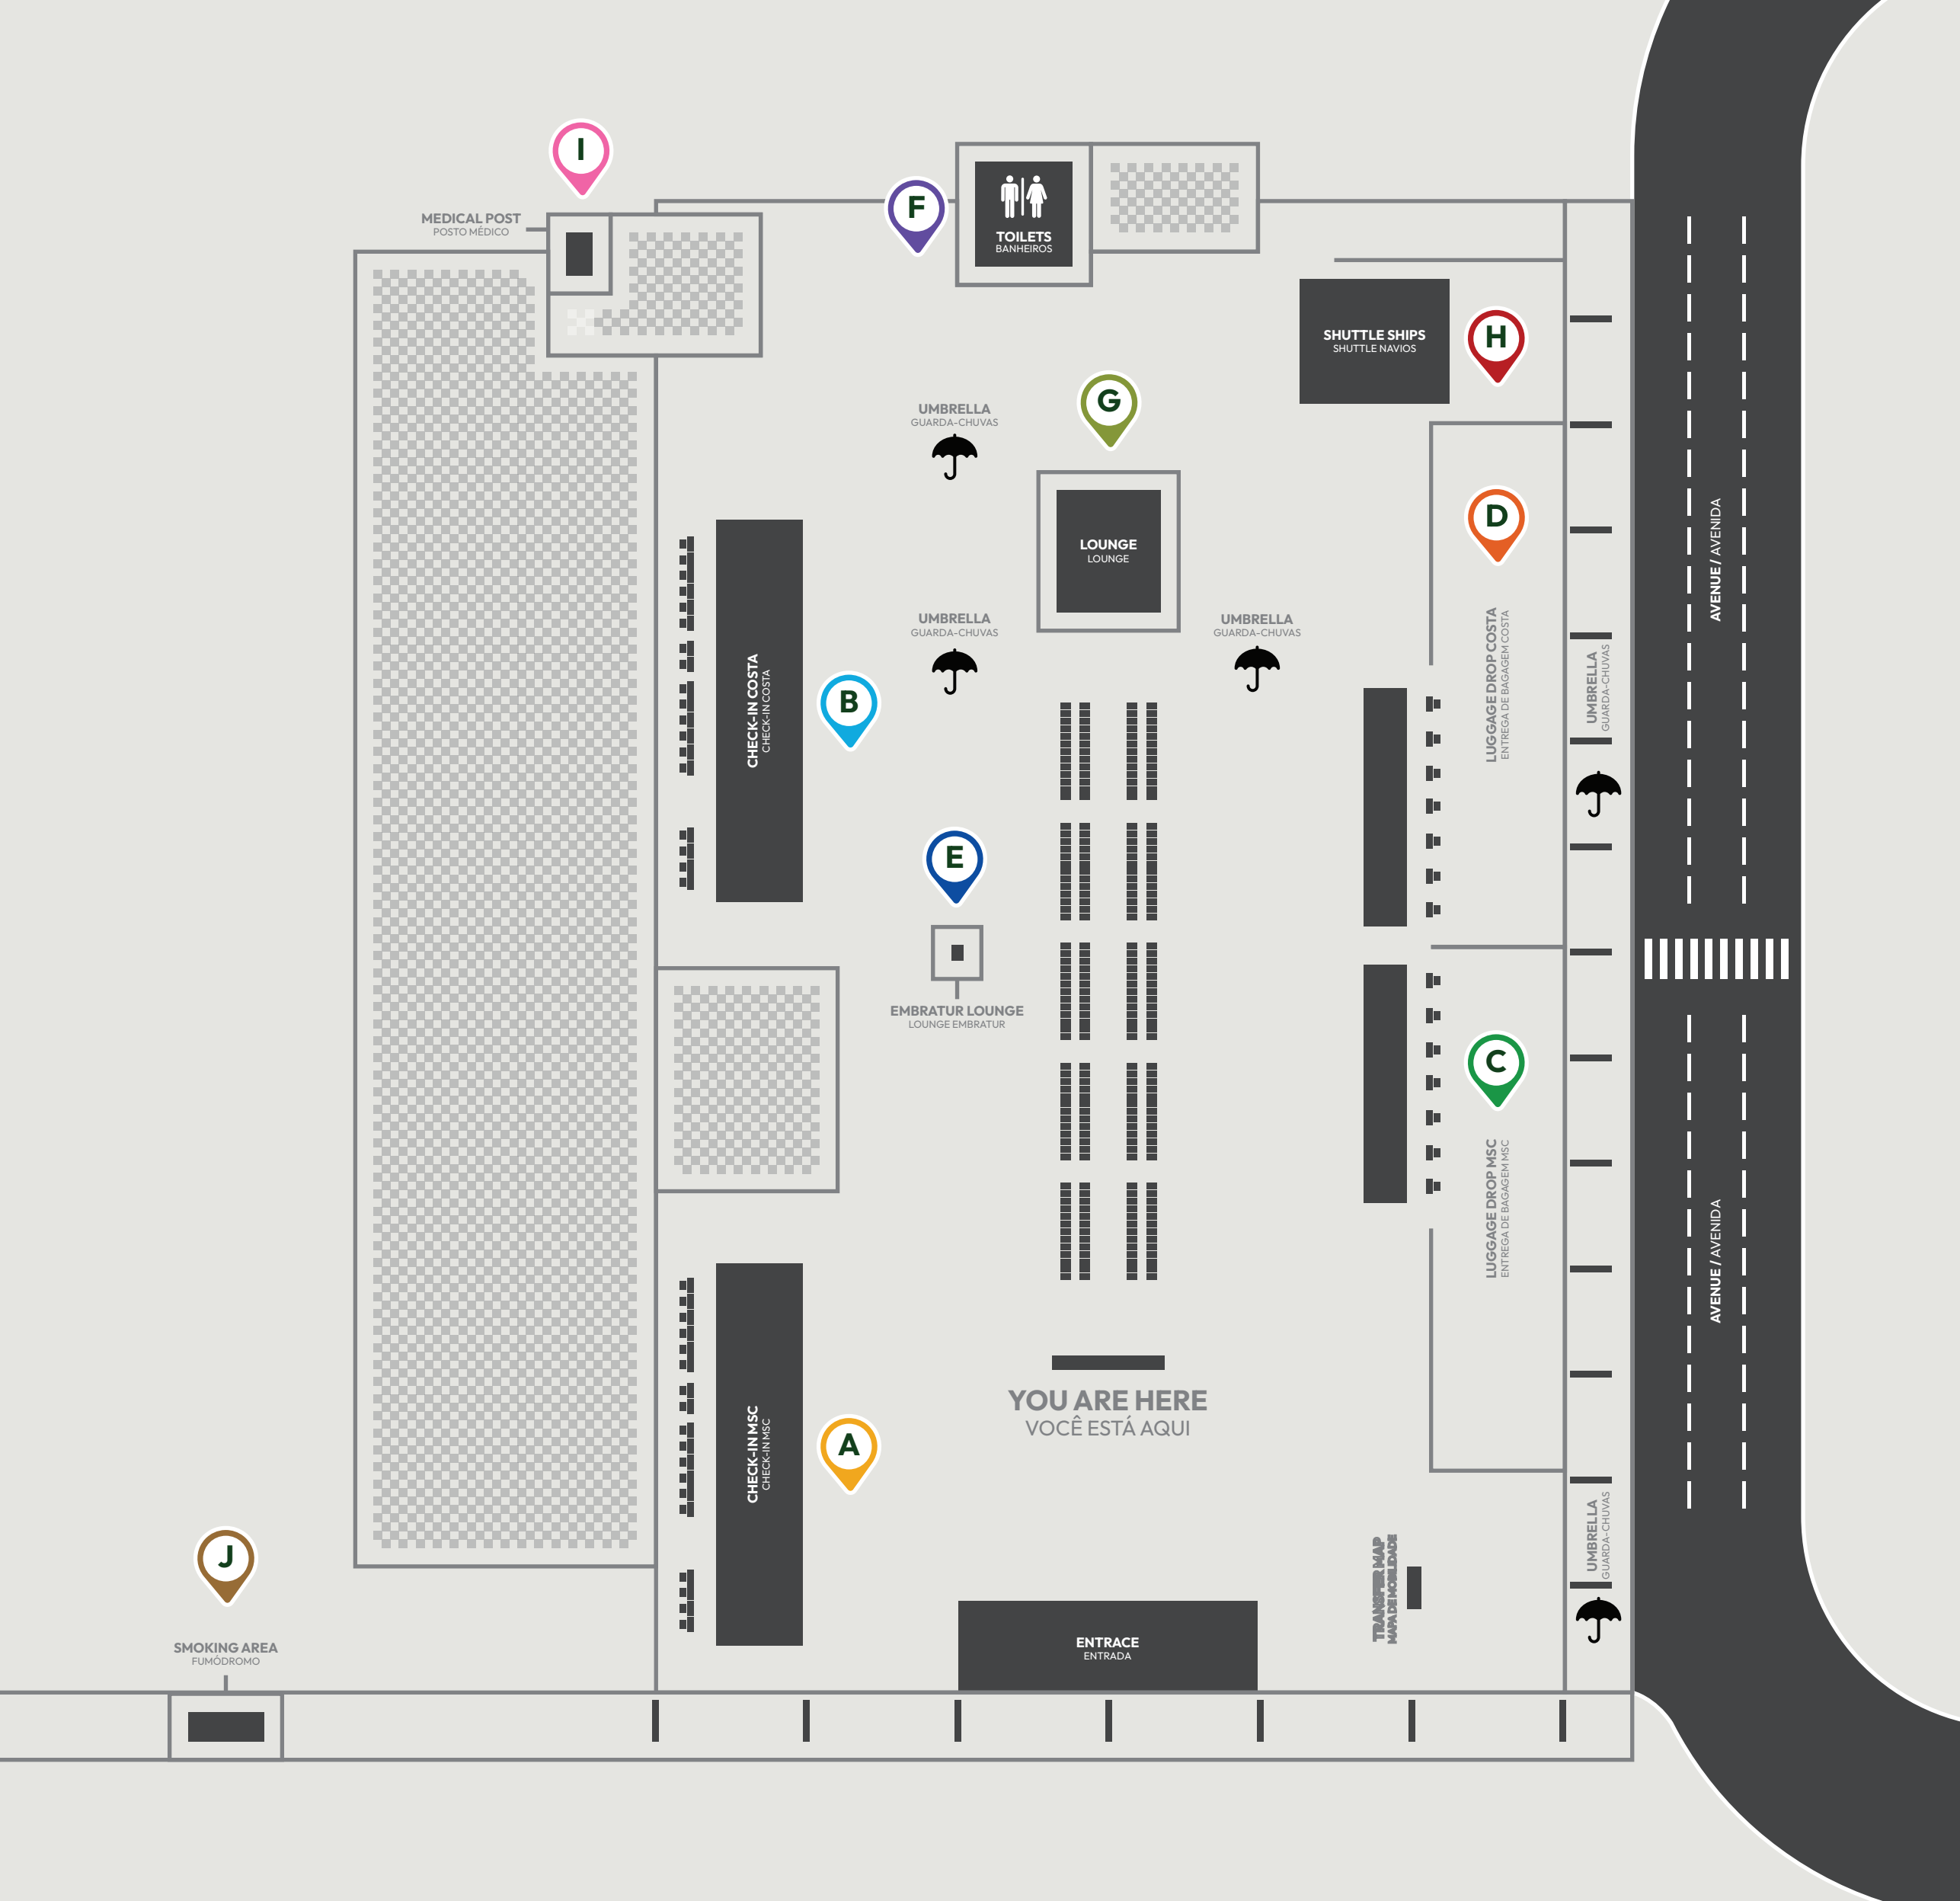 I
MEDICAL POST
POSTO MÉDICO
F
TOILETS
BANHEIROS
SHUTTLE SHIPS
SHUTTLE NAVIOS
H
UMBRELLA
GUARDA-CHUVAS
G
D
LOUNGE
LOUNGE
AVENUE / AVENIDA
UMBRELLA
GUARDA-CHUVAS
UMBRELLA
GUARDA-CHUVAS
LUGGAGE DROP COSTA
ENTREGA DE BAGAGEM COSTA
UMBRELLA
GUARDA-CHUVAS
CHECK-IN COSTA
CHECK-IN COSTA
B
E
EMBRATUR LOUNGE
LOUNGE EMBRATUR
C
LUGGAGE DROP MSC
ENTREGA DE BAGAGEM MSC
AVENUE / AVENIDA
YOU ARE HERE
VOCÊ ESTÁ AQUI
CHECK-IN MSC
CHECK-IN MSC
A
UMBRELLA
GUARDA-CHUVAS
TRANSFER MAP
MAPA DE MOBILIDADE
J
SMOKING AREA
FUMÓDROMO
ENTRACE
ENTRADA